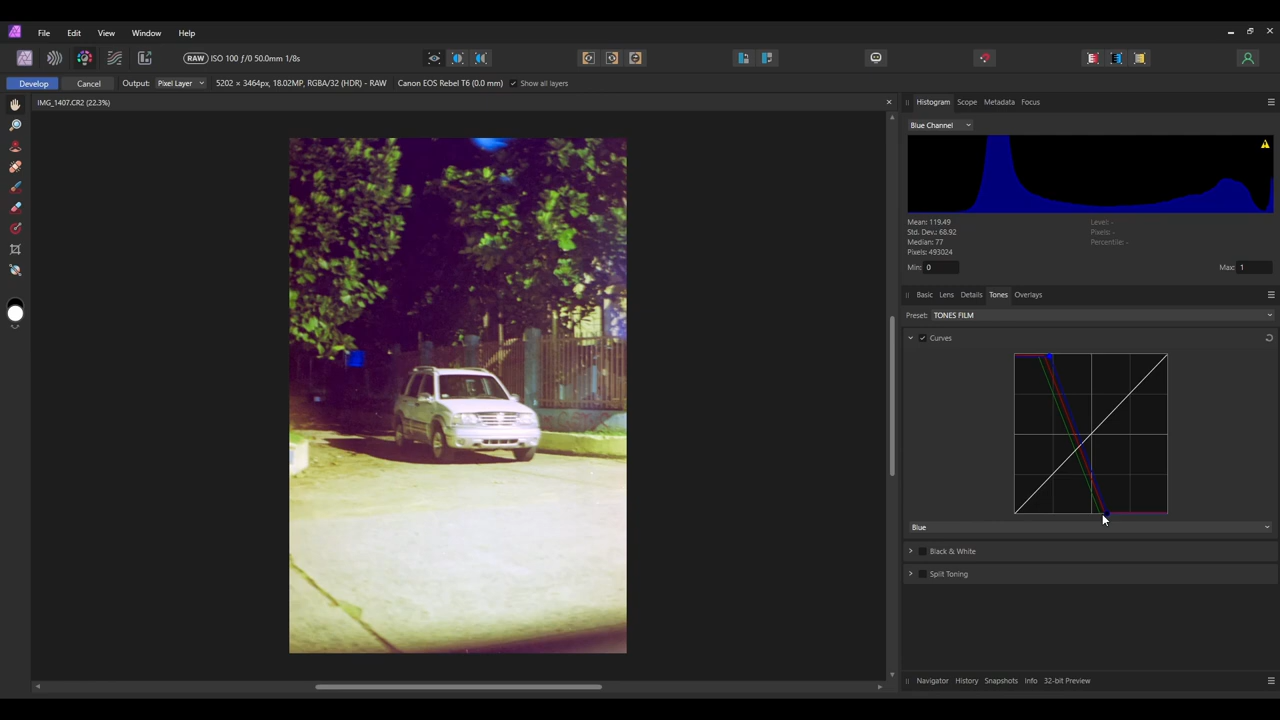 File Edit View Window Help
RAW ISO 100 ƒ/0 50.0mm 1/8s
Develop Cancel Output: Pixel Layer 5202 × 3464px, 18.02MP, RGBA/32 (HDR) - RAW Canon EOS Rebel T6 (0.0 mm) Show all layers
IMG_1407.CR2 (22.3%)
Histogram Scope Metadata Focus
Blue Channel
Mean: 119.49
Std. Dev.: 68.92
Median: 77
Pixels: 493024
Level: -
Pixels: -
Percentile: -
Min: 0 Max: 1
Basic Lens Details Tones Overlays
Preset: TONES FILM
Curves
Blue
Black & White
Split Toning
Navigator History Snapshots Info 32-bit Preview